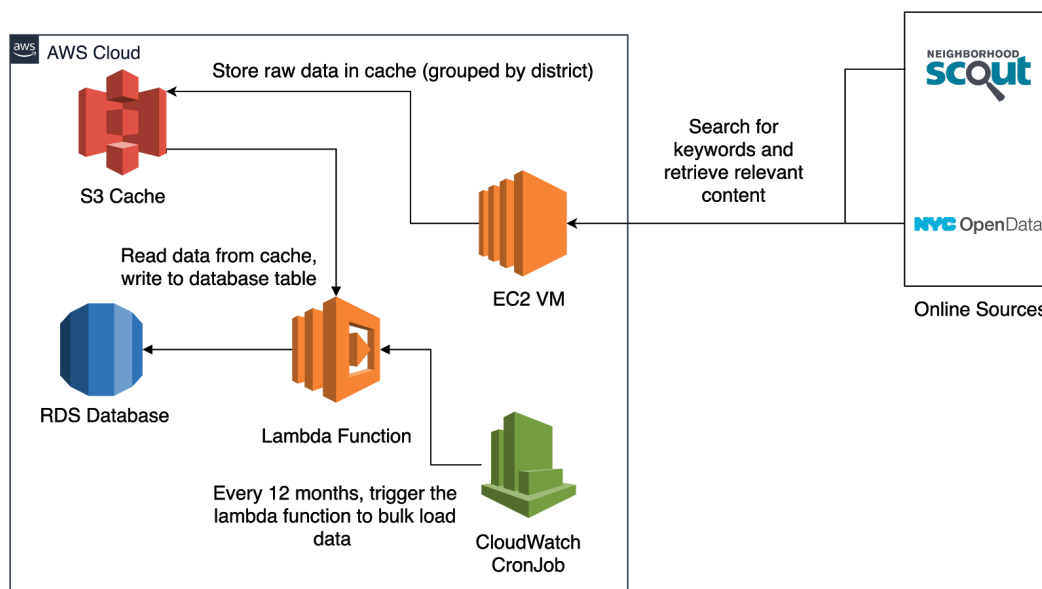 aws
AWS Cloud
Store raw data in cache (grouped by district)
S3 Cache
Search for
keywords and
retrieve relevant
content
NEIGHBORHOOD
scout
NYC OpenData
Online Sources
EC2 VM
Read data from cache,
write to database table
RDS Database
Lambda Function
Every 12 months, trigger the
lambda function to bulk load
data
CloudWatch
CronJob